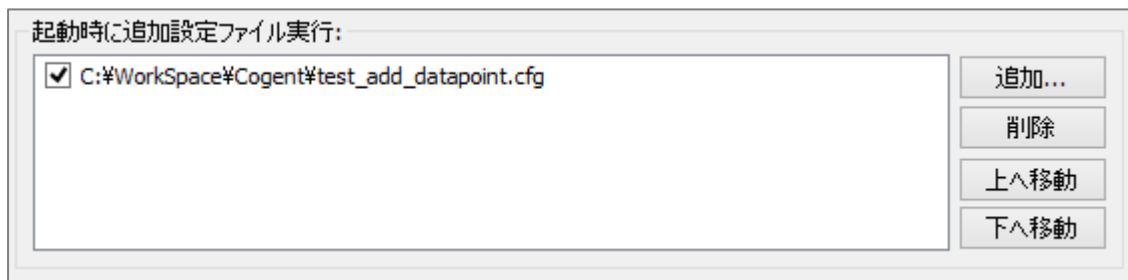 起動時に追加設定ファイル実行:
C:¥WorkSpace¥Cogent¥test_add_datapoint.cfg
追加...
削除
上へ移動
下へ移動